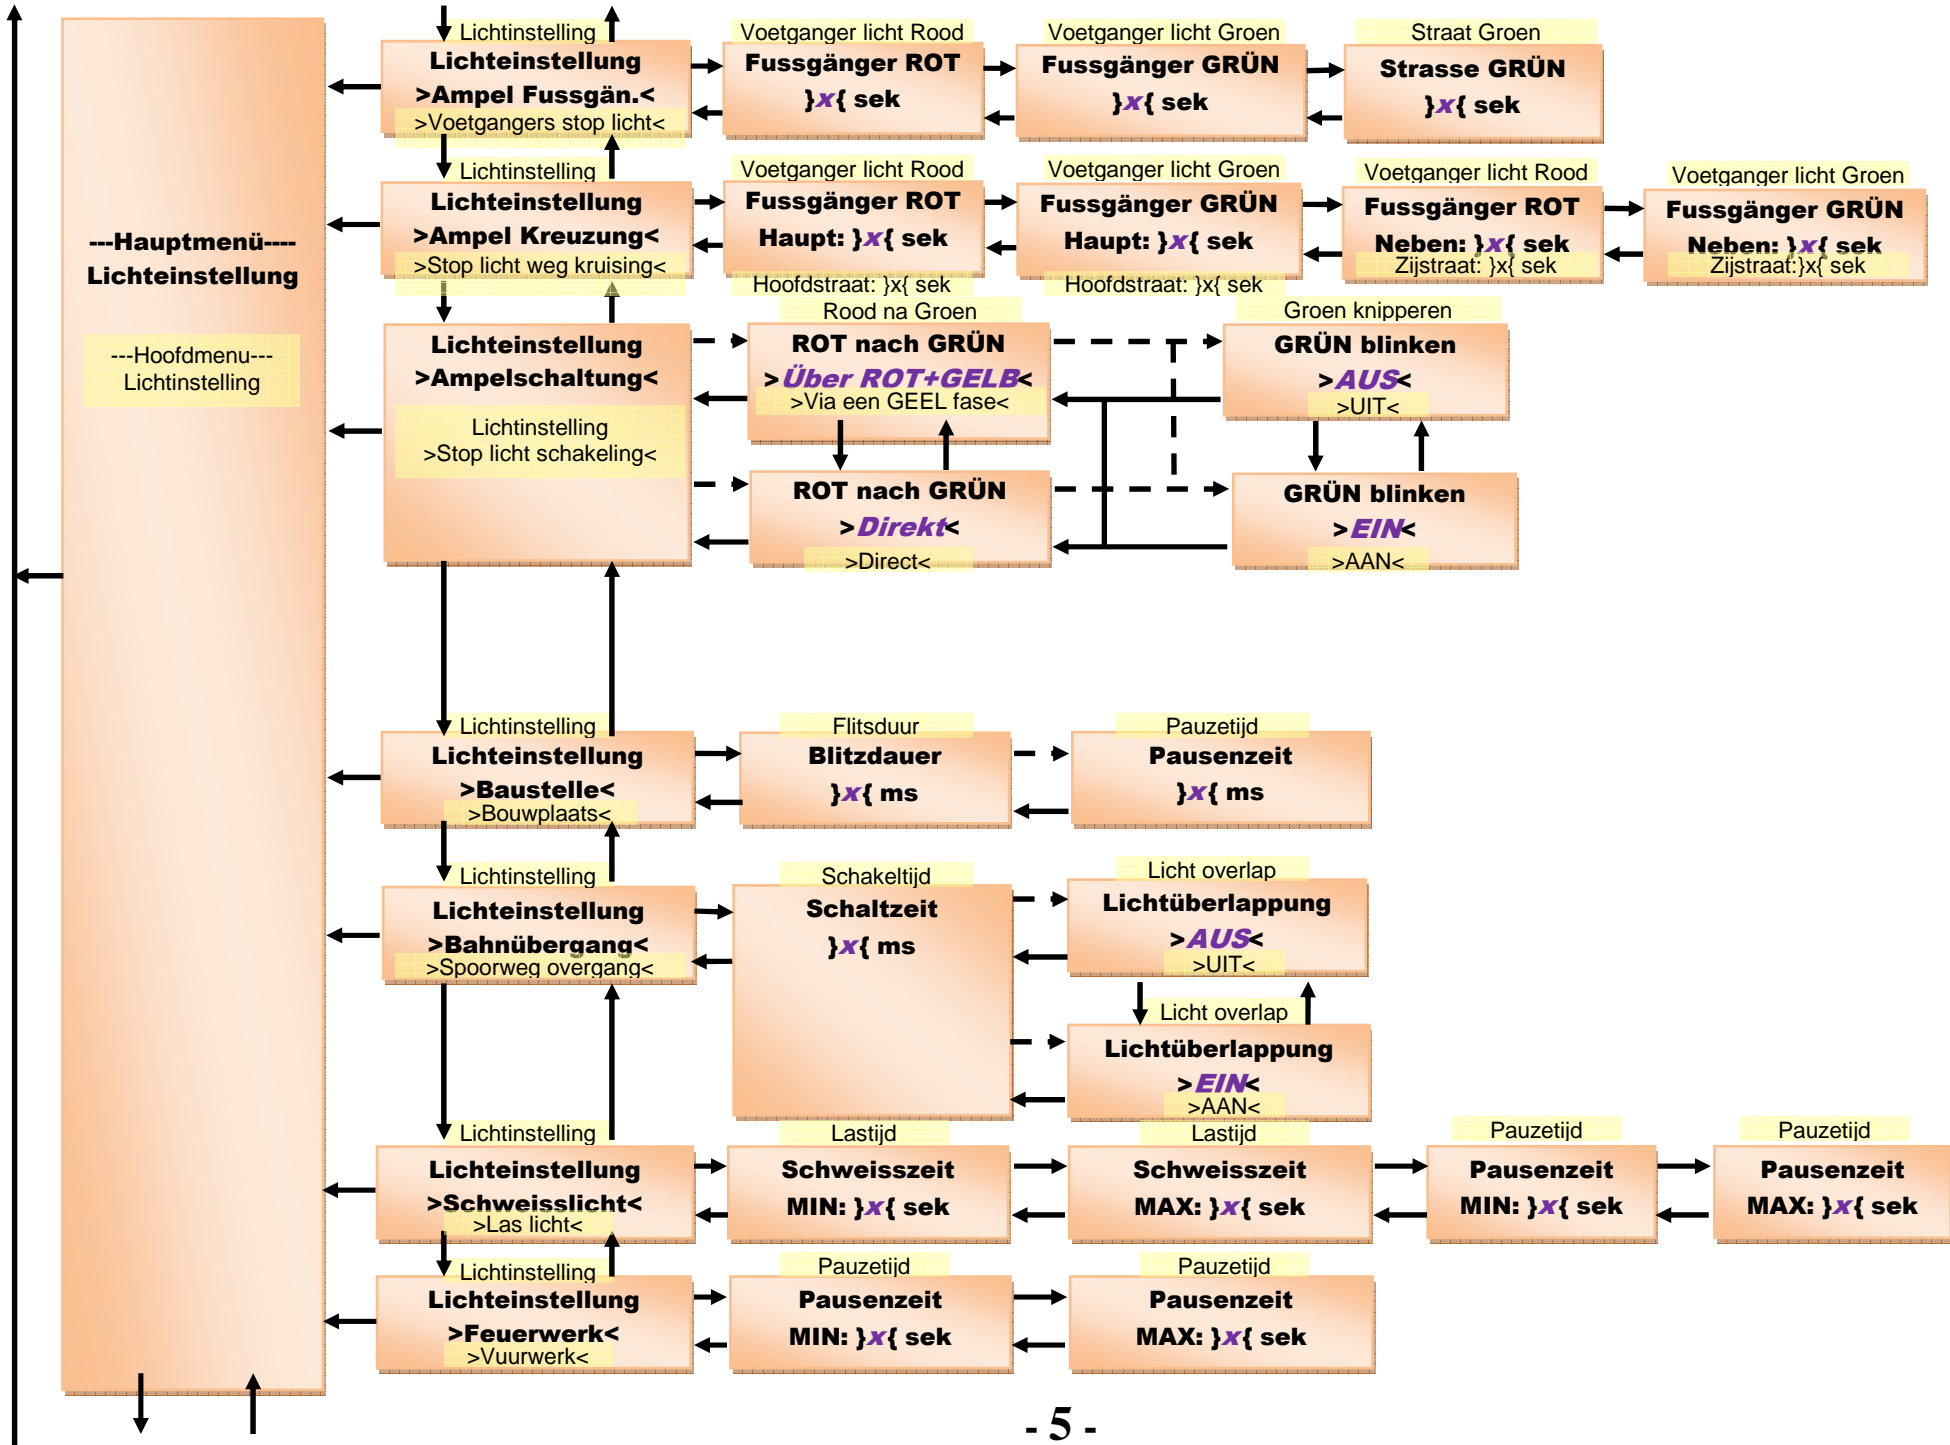 ---Hauptmenü----
Lichteinstellung
---Hoofdmenu---
Lichtinstelling
Lichtinstelling
Lichteinstellung
>Ampel Fussgän.<
>Voetgangers stop licht<
Voetganger licht Rood
Fussgänger ROT
}x{ sek
Voetganger licht Groen
Fussgänger GRÜN
}x{ sek
Straat Groen
Strasse GRÜN
}x{ sek
Lichtinstelling
Lichteinstellung
>Ampel Kreuzung<
>Stop licht weg kruising<
Voetganger licht Rood
Fussgänger ROT
Haupt: }x{ sek
Hoofdstraat: }x{ sek
Voetganger licht Groen
Fussgänger GRÜN
Haupt: }x{ sek
Hoofdstraat: }x{ sek
Voetganger licht Rood
Fussgänger ROT
Neben: }x{ sek
Zijstraat: }x{ sek
Voetganger licht Groen
Fussgänger GRÜN
Neben: }x{ sek
Zijstraat:}x{ sek
Lichteinstellung
>Ampelschaltung<
Lichtinstelling
>Stop licht schakeling<
Rood na Groen
ROT nach GRÜN
>Über ROT+GELB<
>Via een GEEL fase<
Groen knipperen
GRÜN blinken
>AUS<
>UIT<
ROT nach GRÜN
>Direkt<
>Direct<
GRÜN blinken
>EIN<
>AAN<
Lichtinstelling
Lichteinstellung
>Baustelle<
>Bouwplaats<
Flitsduur
Blitzdauer
}x{ ms
Pauzetijd
Pausenzeit
}x{ ms
Lichtinstelling
Lichteinstellung
>Bahnübergang<
>Spoorweg overgang<
Schakeltijd
Schaltzeit
}x{ ms
Licht overlap
Lichtüberlappung
>AUS<
>UIT<
Licht overlap
Lichtüberlappung
>EIN<
>AAN<
Lichtinstelling
Lichteinstellung
>Schweisslicht<
>Las licht<
Lastijd
Schweisszeit
MIN: }x{ sek
Lastijd
Schweisszeit
MAX: }x{ sek
Pauzetijd
Pausenzeit
MIN: }x{ sek
Pauzetijd
Pausenzeit
MAX: }x{ sek
Lichtinstelling
Lichteinstellung
>Feuerwerk<
>Vuurwerk<
Pauzetijd
Pausenzeit
MIN: }x{ sek
Pauzetijd
Pausenzeit
MAX: }x{ sek
- 5 -